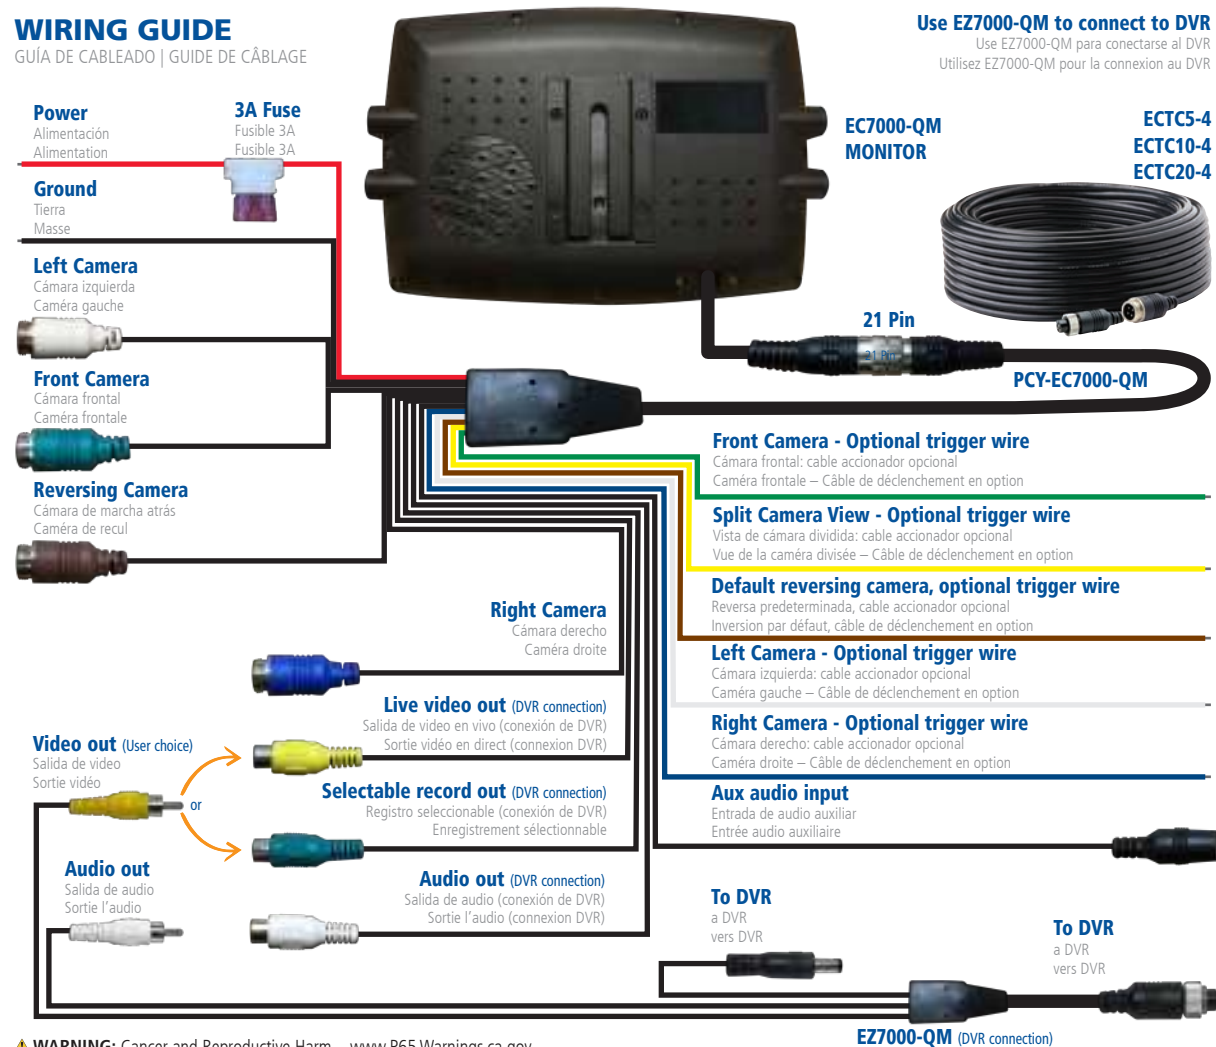 WIRING GUIDE
GUÍA DE CABLEADO | GUIDE DE CÂBLAGE
Use EZ7000-QM to connect to DVR
Use EZ7000-QM para conectarse al DVR
Utilisez EZ7000-QM pour la connexion au DVR
Power
Alimentación
Alimentation
3A Fuse
Fusible 3A
Fusible 3A
EC7000-QM
MONITOR
ECTC5-4
ECTC10-4
ECTC20-4
Ground
Tierra
Masse
Left Camera
Cámara izquierda
Caméra gauche
21 Pin
21 Pin
PCY-EC7000-QM
Front Camera
Cámara frontal
Caméra frontale
Reversing Camera
Cámara de marcha atrás
Caméra de recul
Front Camera - Optional trigger wire
Cámara frontal: cable accionador opcional
Caméra frontale – Câble de déclenchement en option
Split Camera View - Optional trigger wire
Vista de cámara dividida: cable accionador opcional
Vue de la caméra divisée – Câble de déclenchement en option
Default reversing camera, optional trigger wire
Reversa predeterminada, cable accionador opcional
Inversion par défaut, câble de déclenchement en option
Left Camera - Optional trigger wire
Cámara izquierda: cable accionador opcional
Caméra gauche – Câble de déclenchement en option
Right Camera - Optional trigger wire
Cámara derecho: cable accionador opcional
Caméra droite – Câble de déclenchement en option
Aux audio input
Entrada de audio auxiliar
Entrée audio auxiliaire
Right Camera
Cámara derecho
Caméra droite
Live video out (DVR connection)
Salida de video en vivo (conexión de DVR)
Sortie vidéo en direct (connexion DVR)
Video out (User choice)
Salida de video
Sortie vidéo
or
Selectable record out (DVR connection)
Registro seleccionable (conexión de DVR)
Enregistrement sélectionnable
Audio out
Salida de audio
Sortie l'audio
Audio out (DVR connection)
Salida de audio (conexión de DVR)
Sortie l'audio (connexion DVR)
To DVR
a DVR
vers DVR
To DVR
a DVR
vers DVR
EZ7000-QM (DVR connection)
WARNING: Cancer and Reproductive Harm – www.P65.Warnings.ca.gov